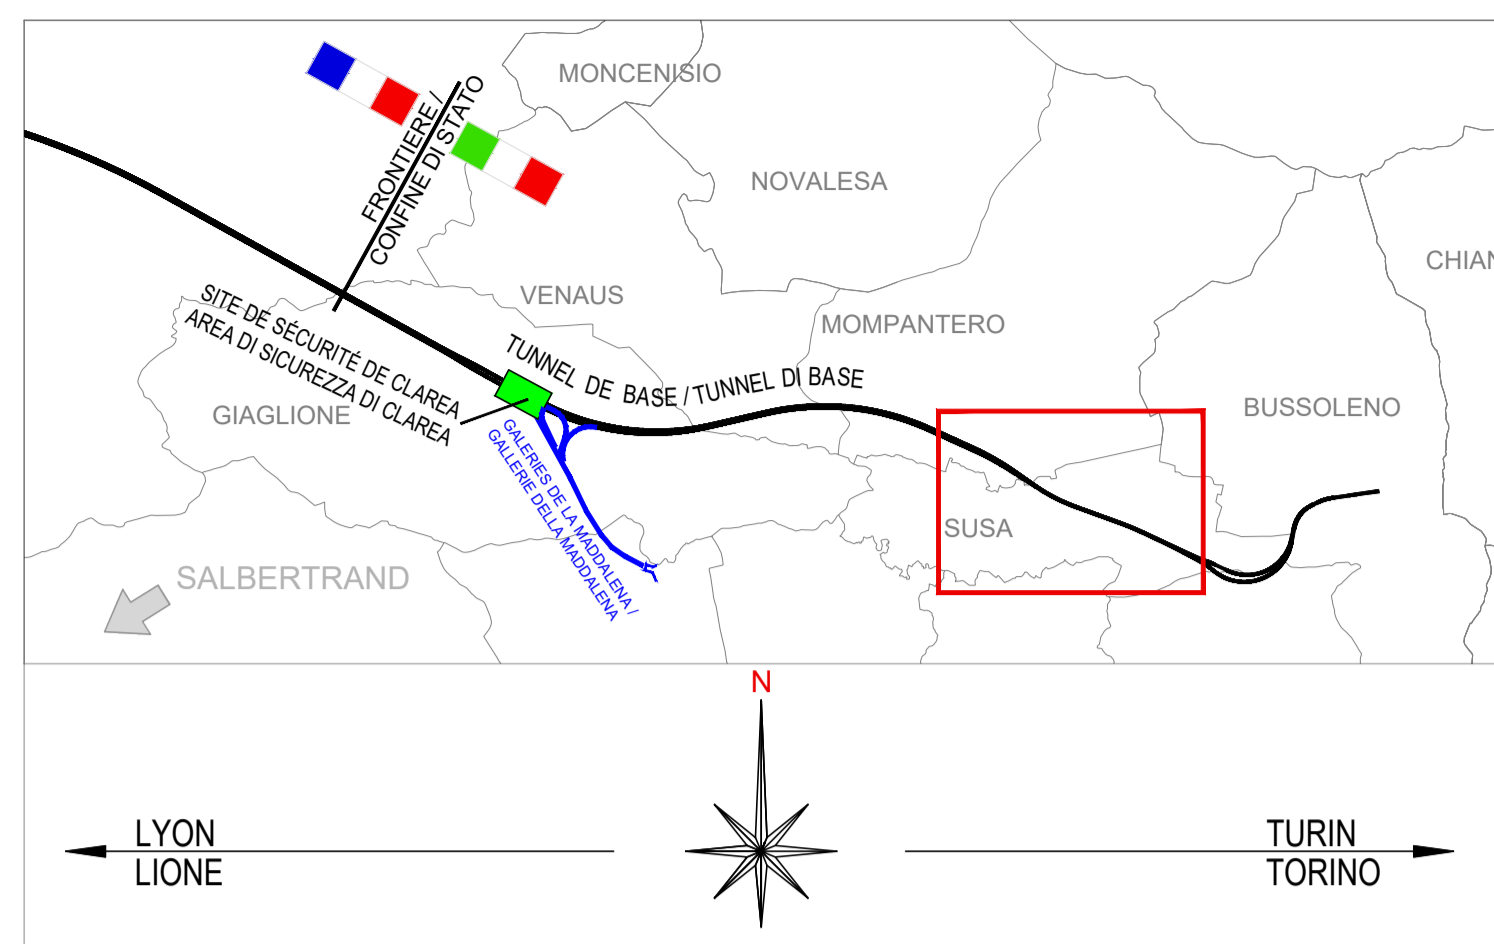 MONCENISIO
FRONTIERE /
CONFINE DI STATO
NOVALESA
CHIAN
VENAUS
MOMPANTERO
SITE DE SÉCURITÉ DE CLAREA
AREA DI SICUREZZA DI CLAREA
TUNNEL DE BASE / TUNNEL DI BASE
GIAGLIONE
BUSSOLENO
GALERIES DE LA MADDALENA /
GALLERIE DELLA MADDALENA
SUSA
SALBERTRAND
N
LYON
LIONE
TURIN
TORINO